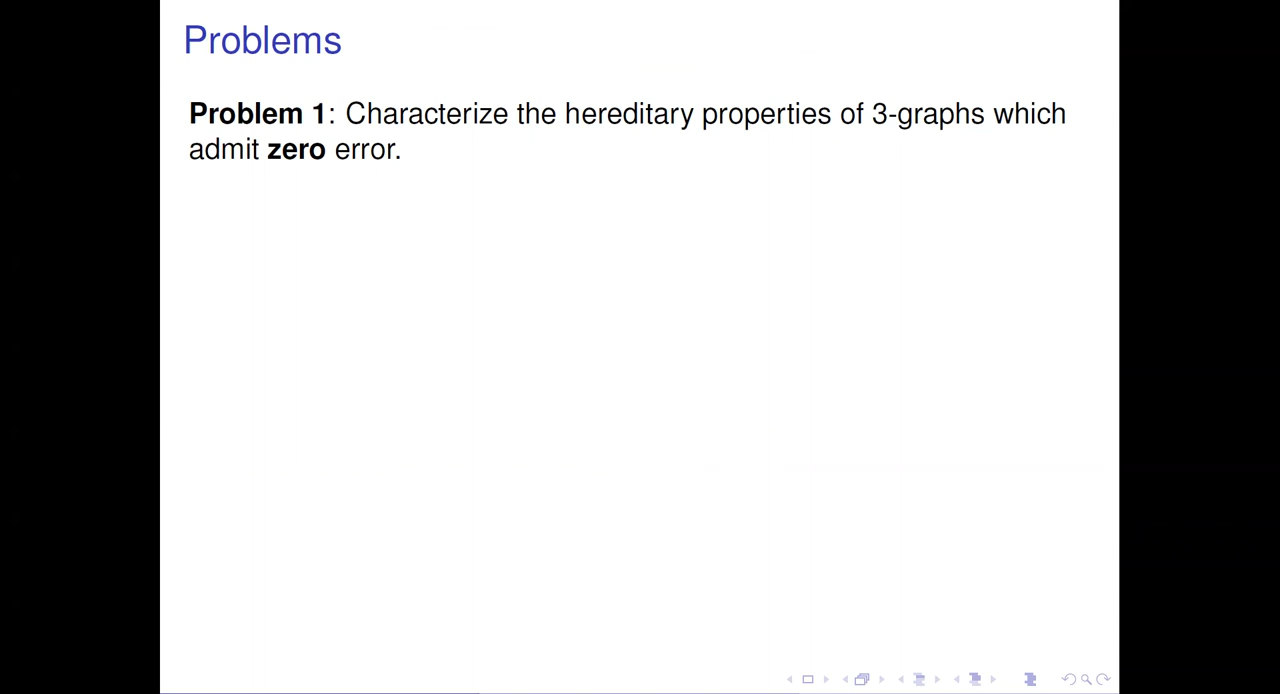 Problems
Problem 1: Characterize the hereditary properties of 3-graphs which
admit zero error.